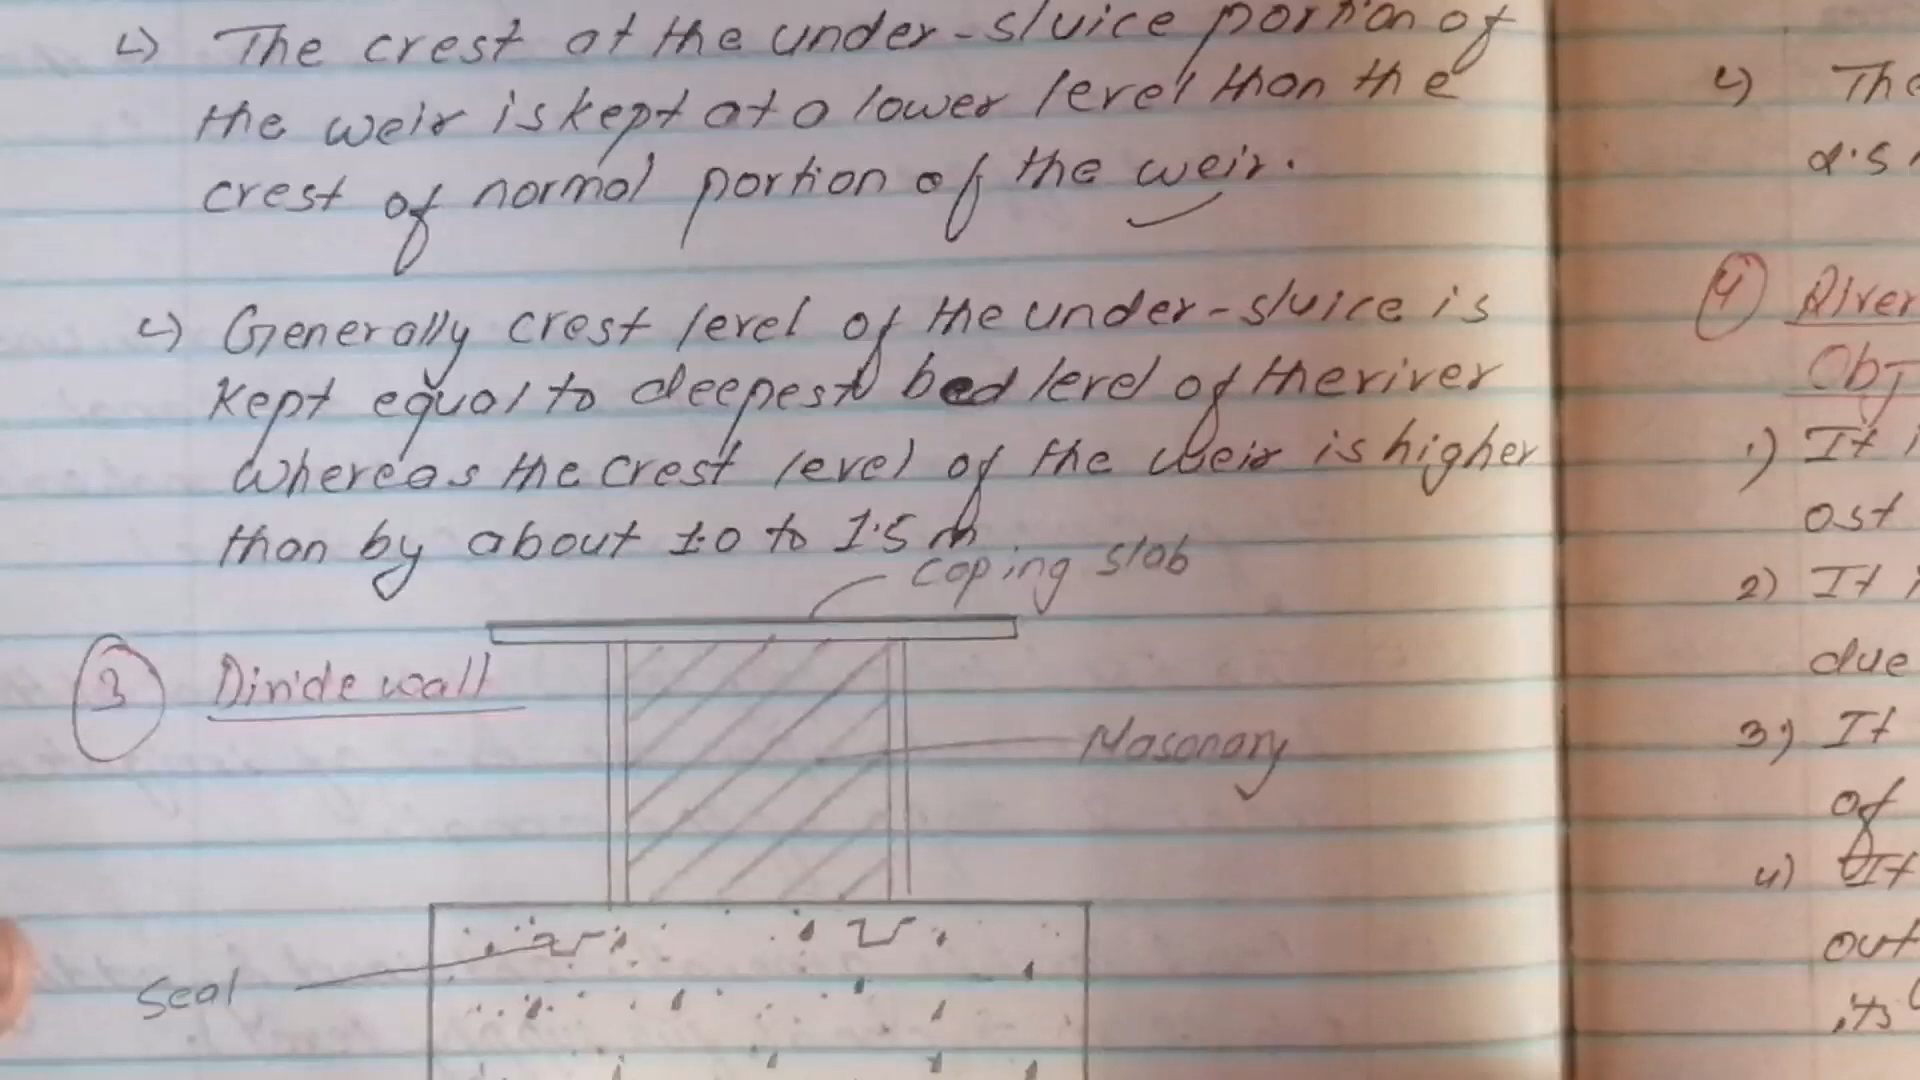 ↳ The crest at the under-sluice portion of
the weir is kept at a lower level than the
crest of normal portion of the weir.
↳ Generally crest level of the under-sluice is
kept equal to deepest bed level of the river
whereas the crest level of the weir is higher
than by about 1.0 to 1.5 m
coping slab
3 Divide wall
Masonary
Seal
↳ The
4 River
Obj
1) It i
ost
2) It i
due
3) It
of
4) It
out
its